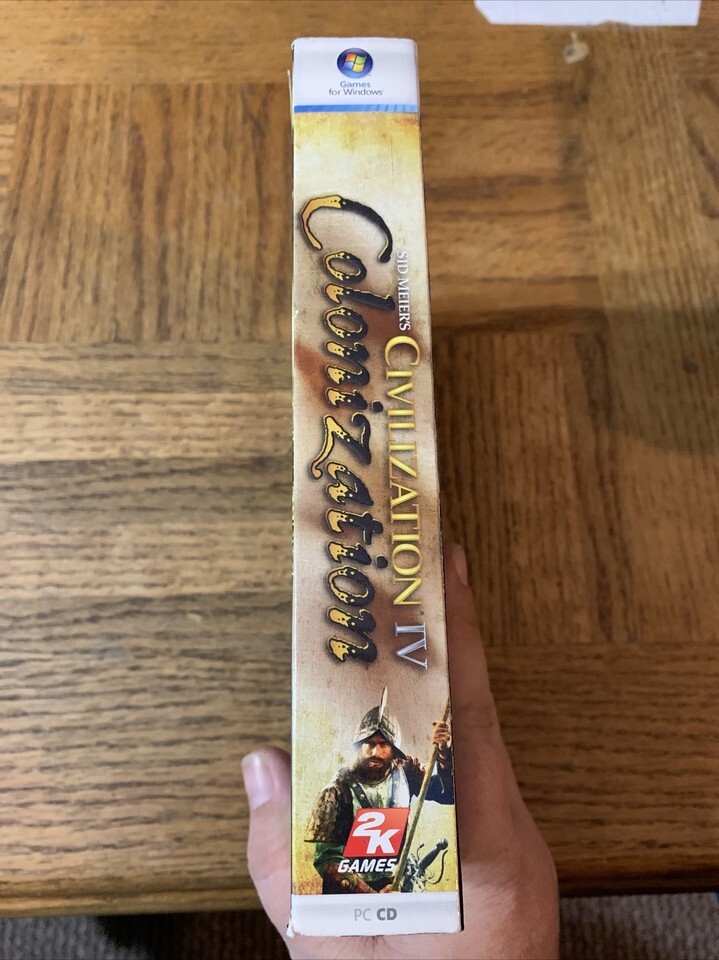 Games
for Windows
SID MEIER'S
CIVILIZATION IV
Colonization
2K
GAMES
PC CD